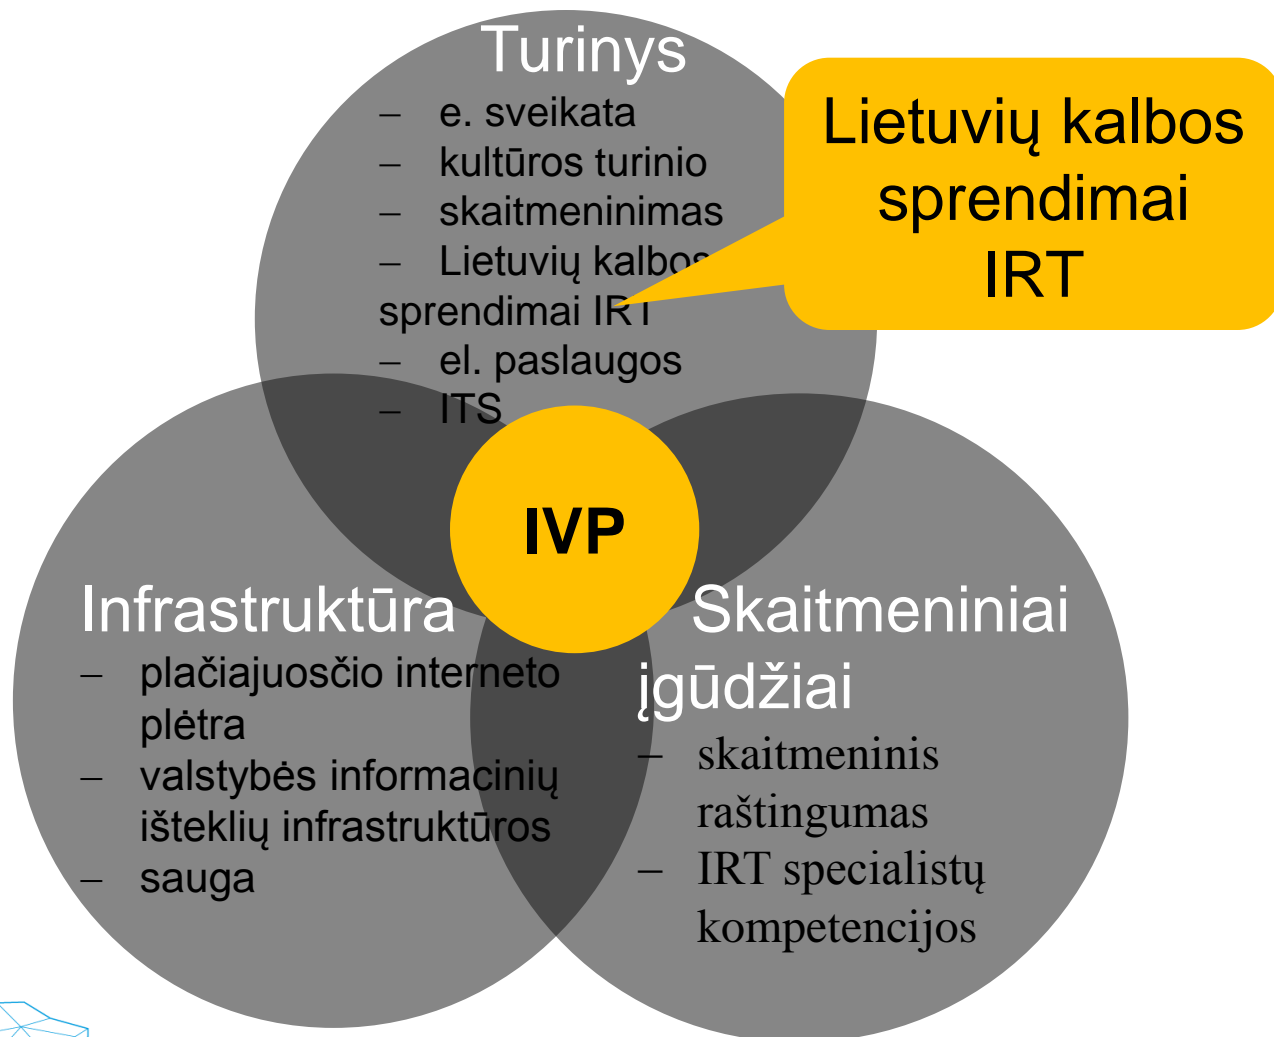 Turinys
– e. sveikata
– kultūros turinio
– skaitmeninimas
– Lietuvių kalbos
sprendimai IRT
– el. paslaugos
– ITS
Lietuvių kalbos
sprendimai
IRT
IVP
Infrastruktūra
– plačiajuosčio interneto
plėtra
– valstybės informacinių
išteklių infrastruktūros
– sauga
Skaitmeniniai
įgūdžiai
– skaitmeninis
raštingumas
– IRT specialistų
kompetencijos